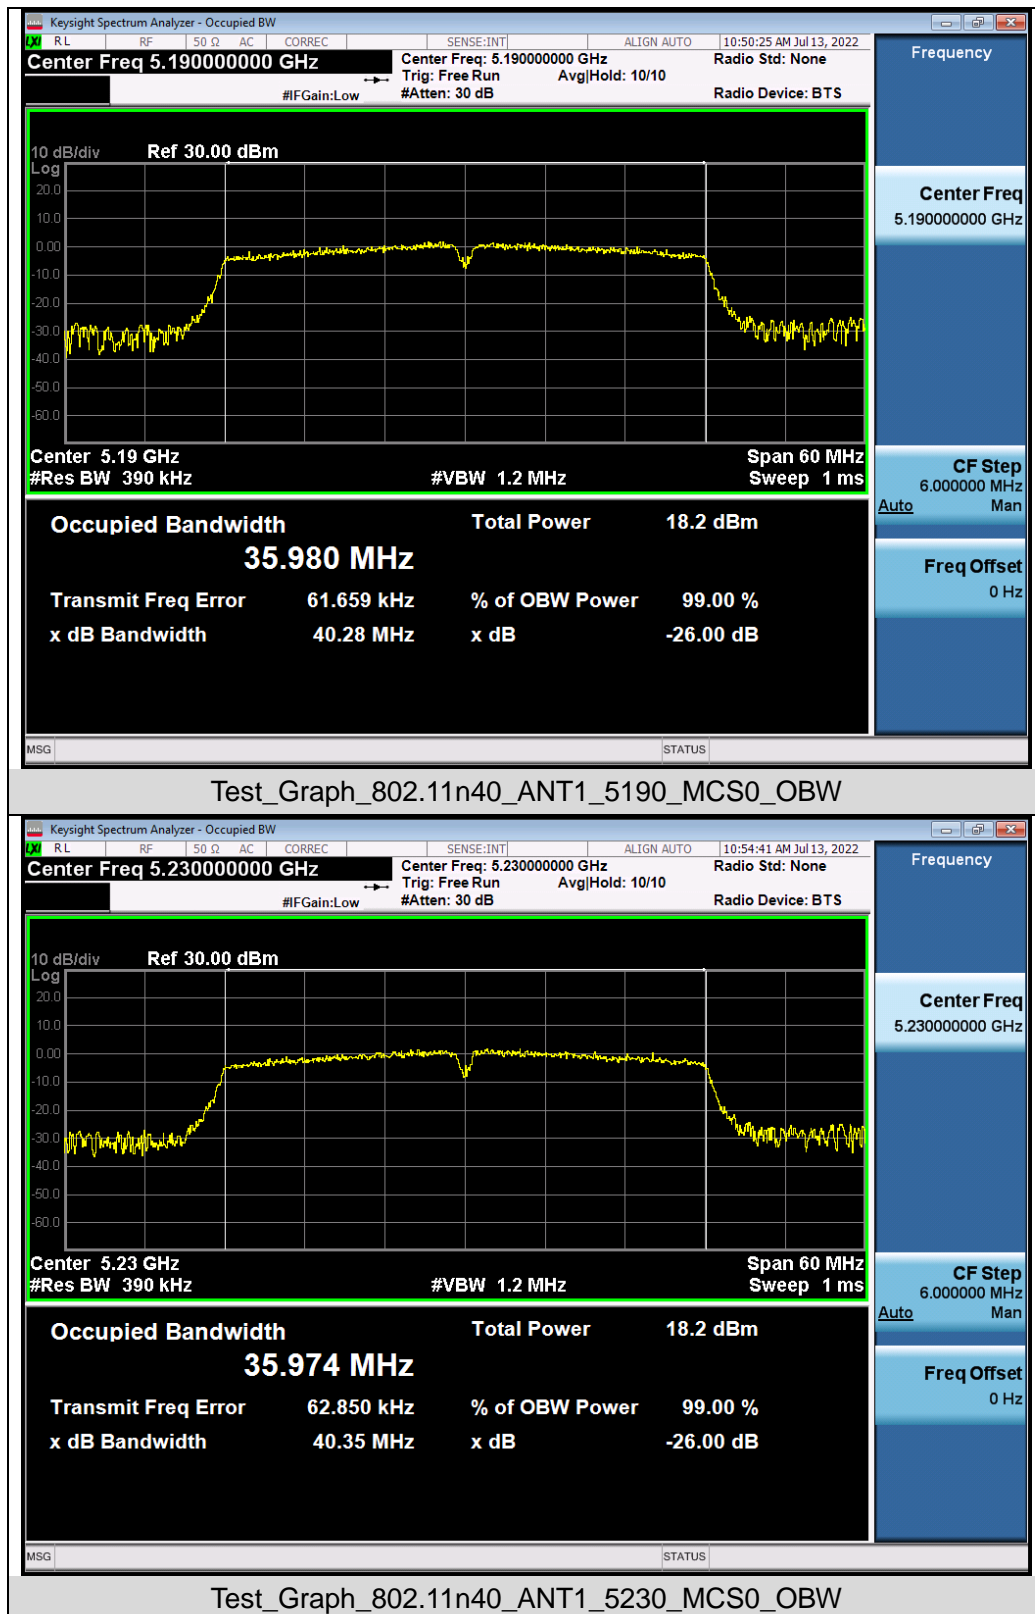 Keysight Spectrum Analyzer - Occupied BW
LXI RL RF 50 Ω AC CORREC SENSE:INT ALIGN AUTO 10:50:25 AM Jul 13, 2022
Center Freq 5.190000000 GHz
Center Freq: 5.190000000 GHz
Radio Std: None
Trig: Free Run Avg|Hold: 10/10
#IFGain:Low
#Atten: 30 dB
Radio Device: BTS
Frequency
10 dB/div Ref 30.00 dBm
Log
20.0
10.0
0.00
-10.0
-20.0
-30.0
-40.0
-50.0
-60.0
Center 5.19 GHz Span 60 MHz
#Res BW 390 kHz #VBW 1.2 MHz Sweep 1 ms
Center Freq
5.190000000 GHz
CF Step
6.000000 MHz
Auto Man
Freq Offset
0 Hz
Occupied Bandwidth Total Power 18.2 dBm
35.980 MHz
Transmit Freq Error 61.659 kHz % of OBW Power 99.00 %
x dB Bandwidth 40.28 MHz x dB -26.00 dB
MSG STATUS
Test_Graph_802.11n40_ANT1_5190_MCS0_OBW
Keysight Spectrum Analyzer - Occupied BW
LXI RL RF 50 Ω AC CORREC SENSE:INT ALIGN AUTO 10:54:41 AM Jul 13, 2022
Center Freq 5.230000000 GHz
Center Freq: 5.230000000 GHz
Radio Std: None
Trig: Free Run Avg|Hold: 10/10
#IFGain:Low
#Atten: 30 dB
Radio Device: BTS
Frequency
10 dB/div Ref 30.00 dBm
Log
20.0
10.0
0.00
-10.0
-20.0
-30.0
-40.0
-50.0
-60.0
Center 5.23 GHz Span 60 MHz
#Res BW 390 kHz #VBW 1.2 MHz Sweep 1 ms
Center Freq
5.230000000 GHz
CF Step
6.000000 MHz
Auto Man
Freq Offset
0 Hz
Occupied Bandwidth Total Power 18.2 dBm
35.974 MHz
Transmit Freq Error 62.850 kHz % of OBW Power 99.00 %
x dB Bandwidth 40.35 MHz x dB -26.00 dB
MSG STATUS
Test_Graph_802.11n40_ANT1_5230_MCS0_OBW